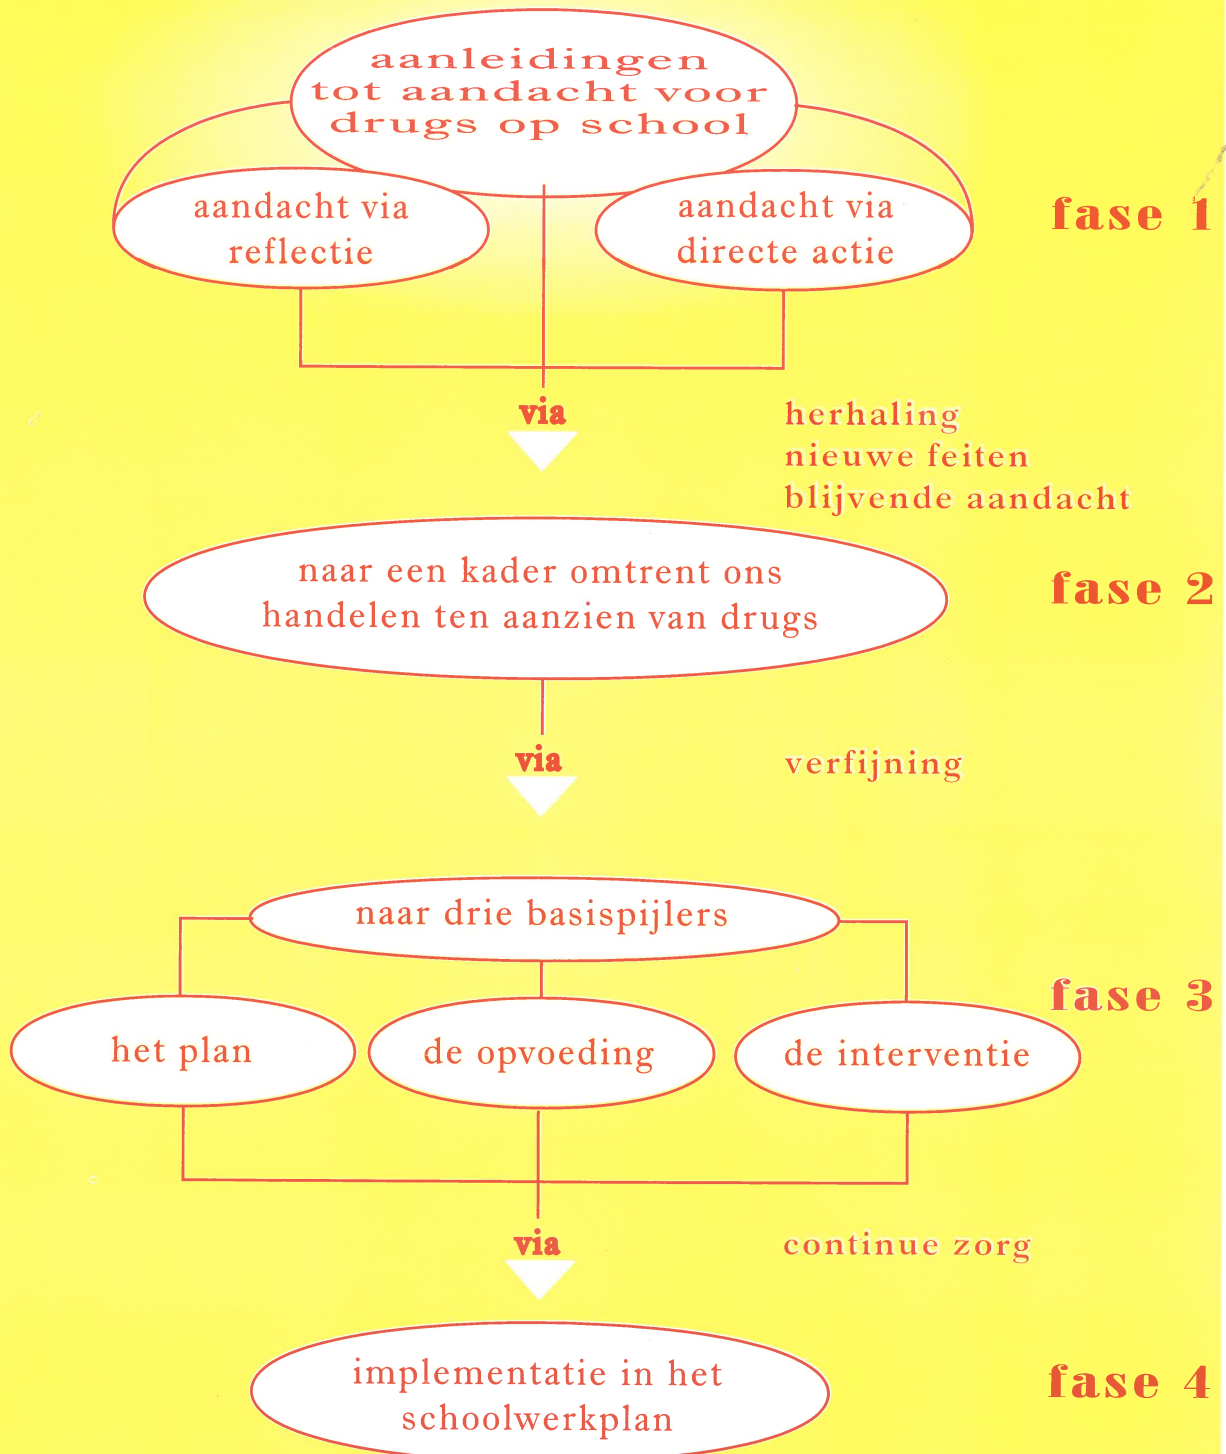 aanleidingen
tot aandacht voor
drugs op school
aandacht via
reflectie
aandacht via
directe actie
fase 1
via
herhaling
nieuwe feiten
blijvende aandacht
naar een kader omtrent ons
handelen ten aanzien van drugs
fase 2
via
verfijning
naar drie basispijlers
fase 3
het plan
de opvoeding
de interventie
via
continue zorg
implementatie in het
schoolwerkplan
fase 4